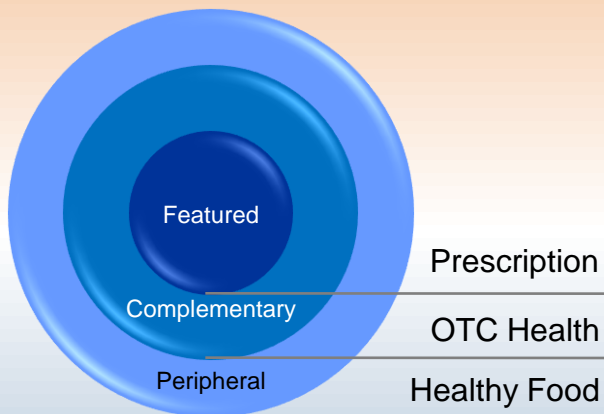 Featured
Prescription
Complementary
OTC Health
Peripheral
Healthy Food